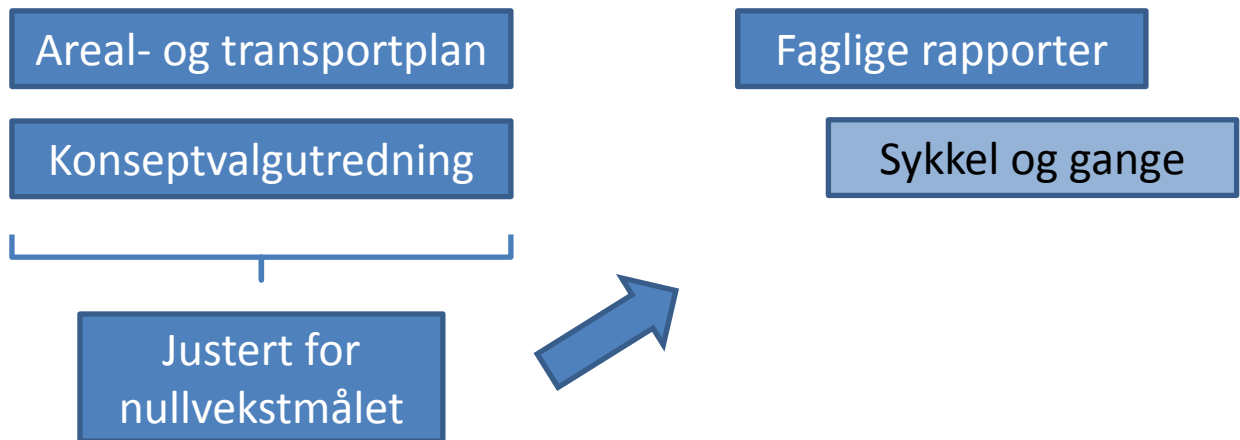 Areal- og transportplan
Konseptvalgutredning
Justert for
nullvekstmålet
Faglige rapporter
Sykkel og gange